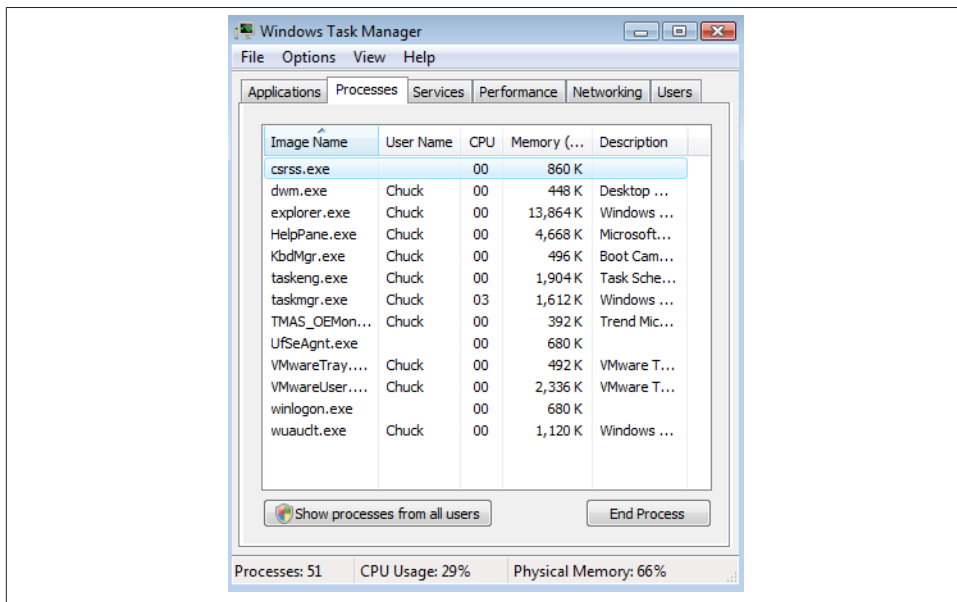 Windows Task Manager
File Options View Help
Applications Processes Services Performance Networking Users
Image Name User Name CPU Memory (... Description
csrss.exe 00 860 K
dwm.exe Chuck 00 448 K Desktop ...
explorer.exe Chuck 00 13,864 K Windows ...
HelpPane.exe Chuck 00 4,668 K Microsoft...
KbdMgr.exe Chuck 00 496 K Boot Cam...
taskeng.exe Chuck 00 1,904 K Task Sche...
taskmgr.exe Chuck 03 1,612 K Windows ...
TMAS_OEMon... Chuck 00 392 K Trend Mic...
UfSeAgnt.exe 00 680 K
VMwareTray.... Chuck 00 492 K VMware T...
VMwareUser.... Chuck 00 2,336 K VMware T...
winlogon.exe 00 680 K
wuauclt.exe Chuck 00 1,120 K Windows ...
Show processes from all users End Process
Processes: 51 CPU Usage: 29% Physical Memory: 66%